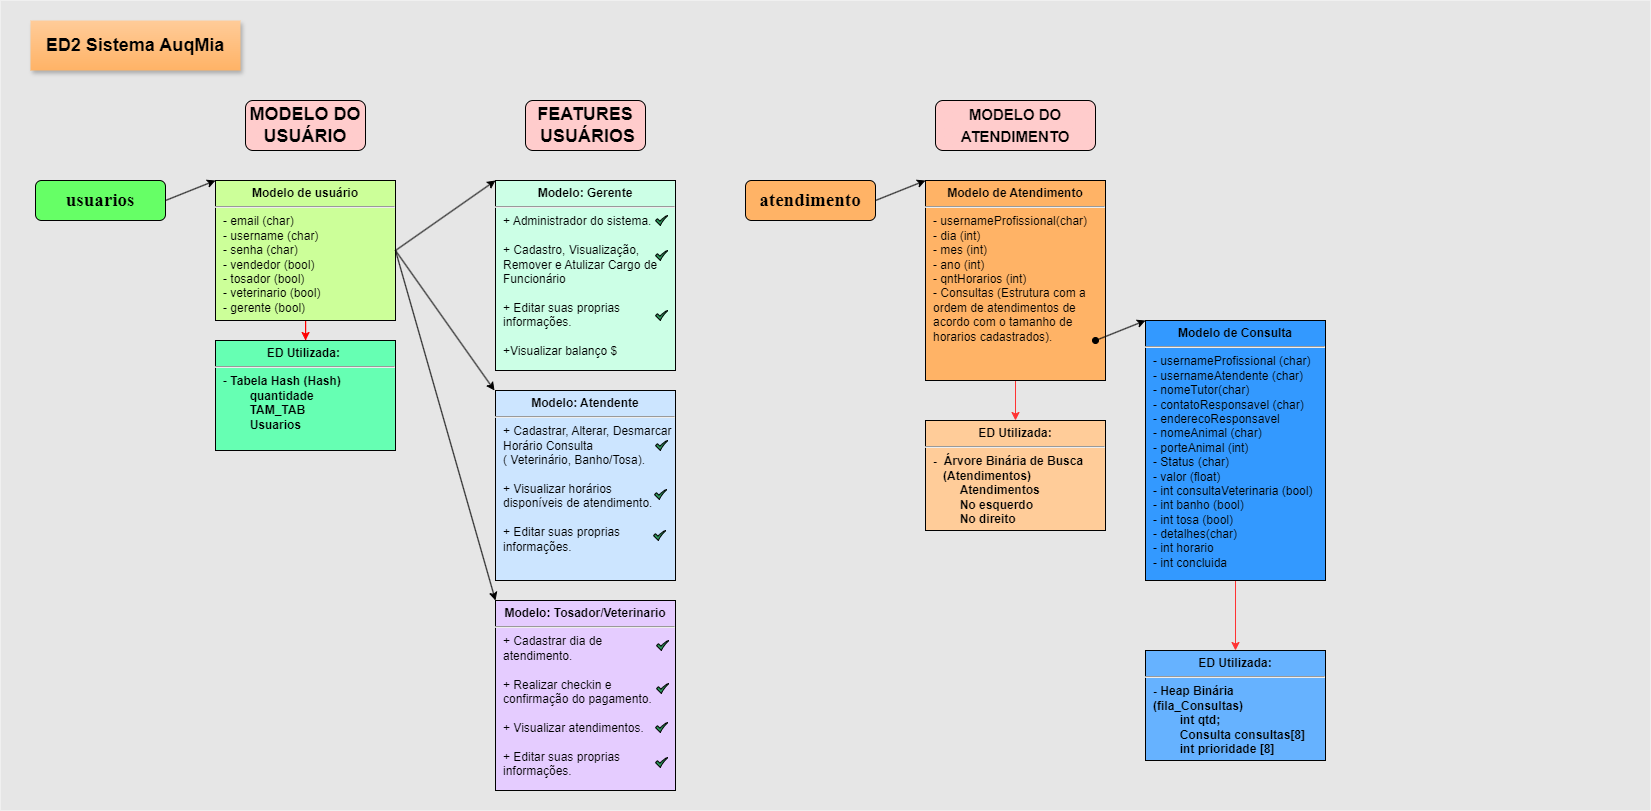 ED2 Sistema AuqMia
MODELO DO
USUÁRIO
FEATURES
USUÁRIOS
MODELO DO
ATENDIMENTO
usuarios
Modelo de usuário
- email (char)
- username (char)
- senha (char)
- vendedor (bool)
- tosador (bool)
- veterinario (bool)
- gerente (bool)
ED Utilizada:
- Tabela Hash (Hash)
quantidade
TAM_TAB
Usuarios
Modelo: Gerente
+ Administrador do sistema.
+ Cadastro, Visualização,
Remover e Atulizar Cargo de
Funcionário
+ Editar suas proprias
informações.
+Visualizar balanço $
Modelo: Atendente
+ Cadastrar, Alterar, Desmarcar
Horário Consulta
( Veterinário, Banho/Tosa).
+ Visualizar horários
disponíveis de atendimento.
+ Editar suas proprias
informações.
Modelo: Tosador/Veterinario
+ Cadastrar dia de
atendimento.
+ Realizar checkin e
confirmação do pagamento.
+ Visualizar atendimentos.
+ Editar suas proprias
informações.
atendimento
Modelo de Atendimento
- usernameProfissional(char)
- dia (int)
- mes (int)
- ano (int)
- qntHorarios (int)
- Consultas (Estrutura com a
ordem de atendimentos de
acordo com o tamanho de
horarios cadastrados).
ED Utilizada:
- Árvore Binária de Busca
(Atendimentos)
Atendimentos
No esquerdo
No direito
Modelo de Consulta
- usernameProfissional (char)
- usernameAtendente (char)
- nomeTutor(char)
- contatoResponsavel (char)
- enderecoResponsavel
- nomeAnimal (char)
- porteAnimal (int)
- Status (char)
- valor (float)
- int consultaVeterinaria (bool)
- int banho (bool)
- int tosa (bool)
- detalhes(char)
- int horario
- int concluida
ED Utilizada:
- Heap Binária
(fila_Consultas)
int qtd;
Consulta consultas[8]
int prioridade [8]